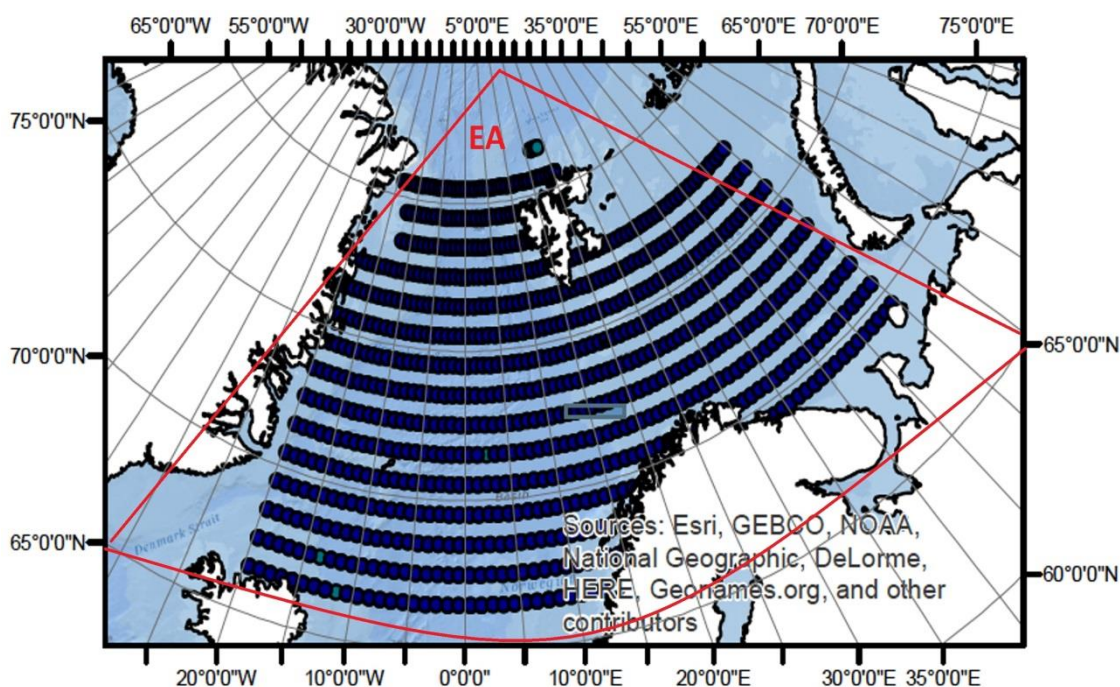 65°0'0"W 55°0'0"W 30°0'0"W 5°0'0"E 35°0'0"E 55°0'0"E 65°0'0"E 70°0'0"E 75°0'0"E
75°0'0"N
EA
70°0'0"N
65°0'0"N
Basin
65°0'0"N
Denmark Strait
Sources: Esri, GEBCO, NOAA,
National Geographic, DeLorme,
HERE, Geonames.org, and other
contributors
60°0'0"N
20°0'0"W 10°0'0"W 0°0'0" 10°0'0"E 20°0'0"E 30°0'0"E 35°0'0"E